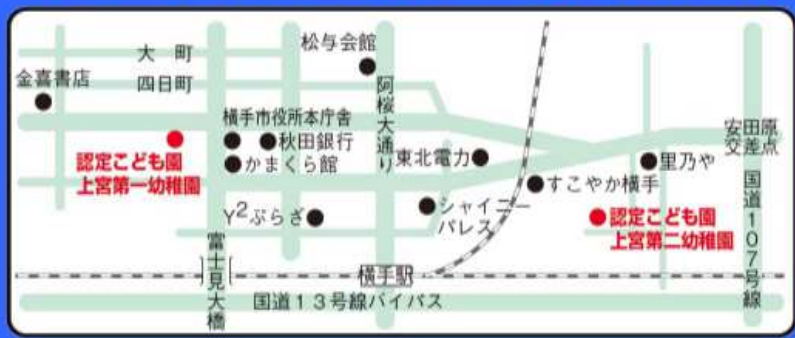 松与会館
大町
四日町
金喜書店
阿桜大通り
横手市役所本庁舎
秋田銀行
かまくら館
認定こども園
上宮第一幼稚園
東北電力
安田原
交差点
里乃や
すこやか横手
Y²ぷらざ
シャイニー
パレス
認定こども園
上宮第二幼稚園
国道107号線
富士見大橋
横手駅
国道13号線バイパス